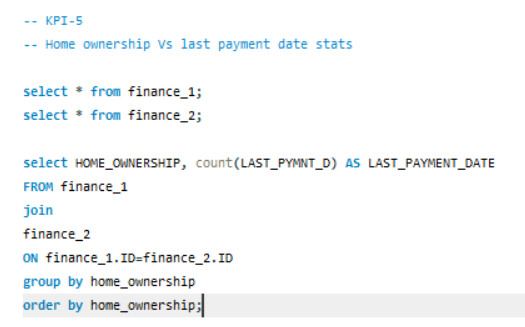 -- KPI-5
-- Home ownership Vs last payment date stats
select * from finance_1;
select * from finance_2;
select HOME_OWNERSHIP, count(LAST_PYMNT_D) AS LAST_PAYMENT_DATE
FROM finance_1
join
finance_2
ON finance_1.ID=finance_2.ID
group by home_ownership
order by home_ownership;